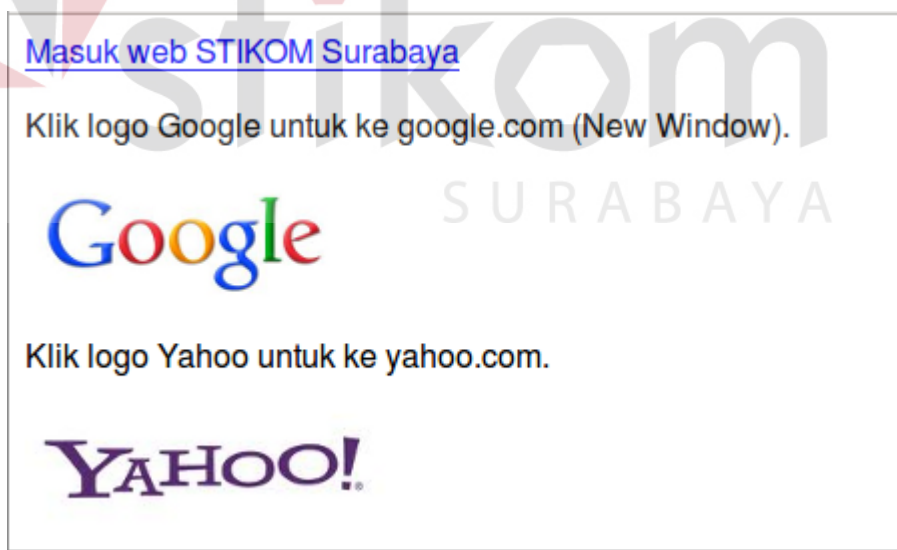 stikom
SURABAYA
Masuk web STIKOM Surabaya
Klik logo Google untuk ke google.com (New Window).
Google
Klik logo Yahoo untuk ke yahoo.com.
YAHOO!